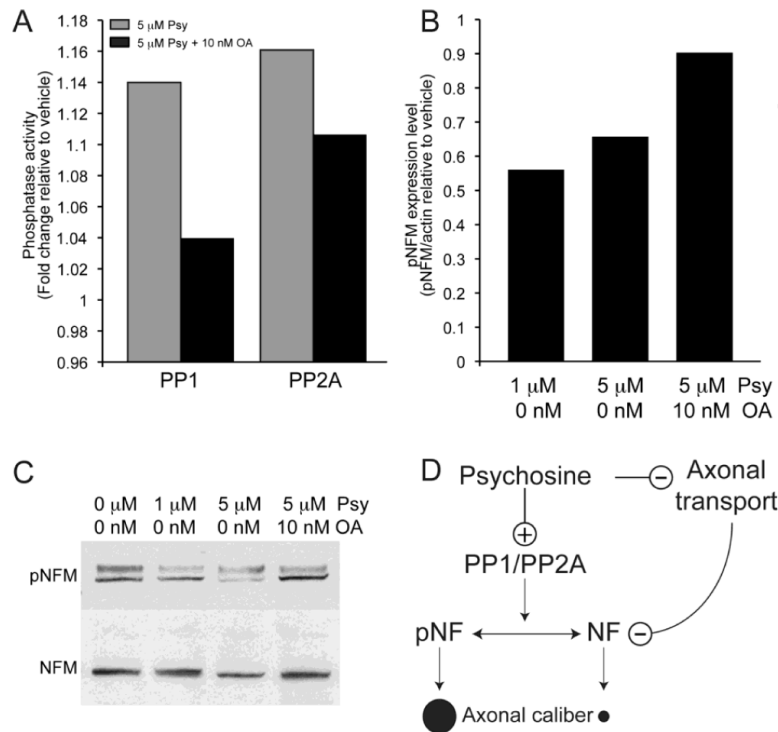 A
5 µM Psy
5 µM Psy + 10 nM OA
Phosphatase activity
(Fold change relative to vehicle)
1.18
1.16
1.14
1.12
1.1
1.08
1.06
1.04
1.02
1
0.98
0.96
PP1 PP2A
B
pNFM expression level
(pNFM/actin relative to vehicle)
1
0.9
0.8
0.7
0.6
0.5
0.4
0.3
0.2
0.1
0
1 µM 5 µM 5 µM Psy
0 nM 0 nM 10 nM OA
C
0 µM 1 µM 5 µM 5 µM Psy
0 nM 0 nM 0 nM 10 nM OA
pNFM
NFM
D
Psychosine − Axonal
transport
+
PP1/PP2A
pNF NF −
Axonal caliber